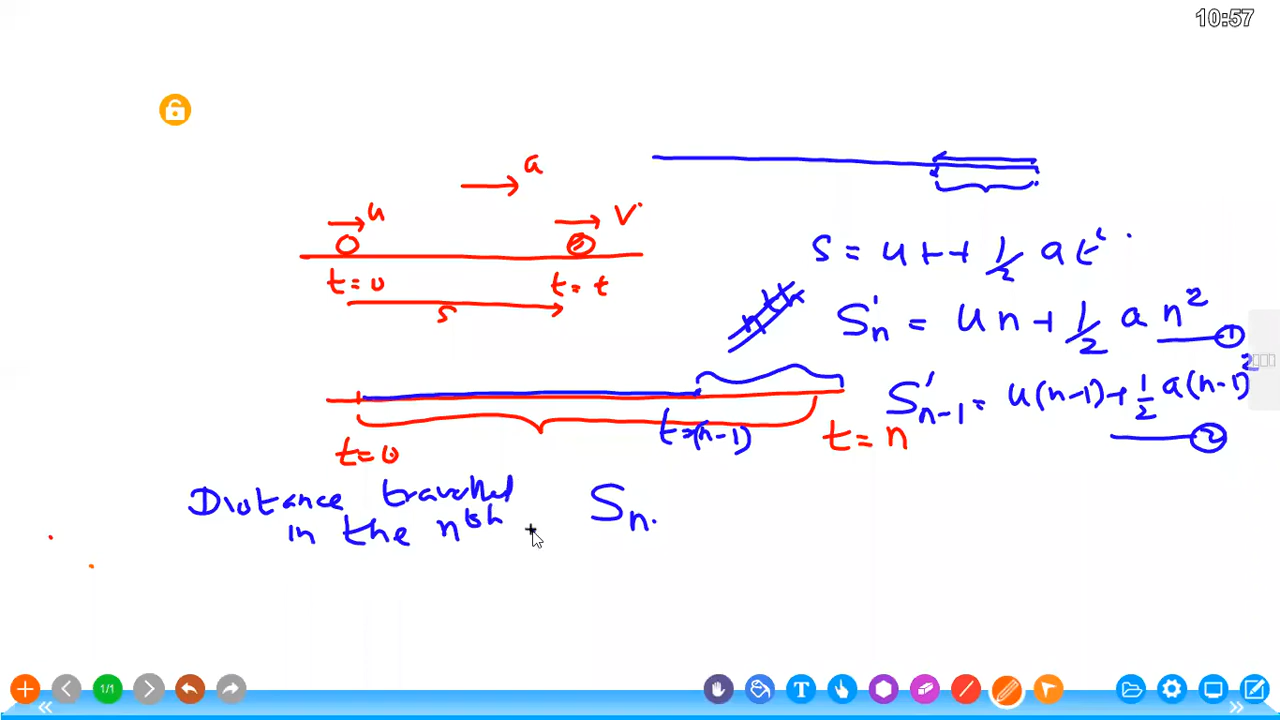 10:57
a
u
v
t=0
t=t
s
s = ut + 1/2 at²
nth
S'n = un + 1/2 an² ①
S'n-1 = u(n-1) + 1/2 a(n-1)² ②
t=(n-1)
t=n
t=0
Distance travelled
in the nth
Sn.
1/1
T